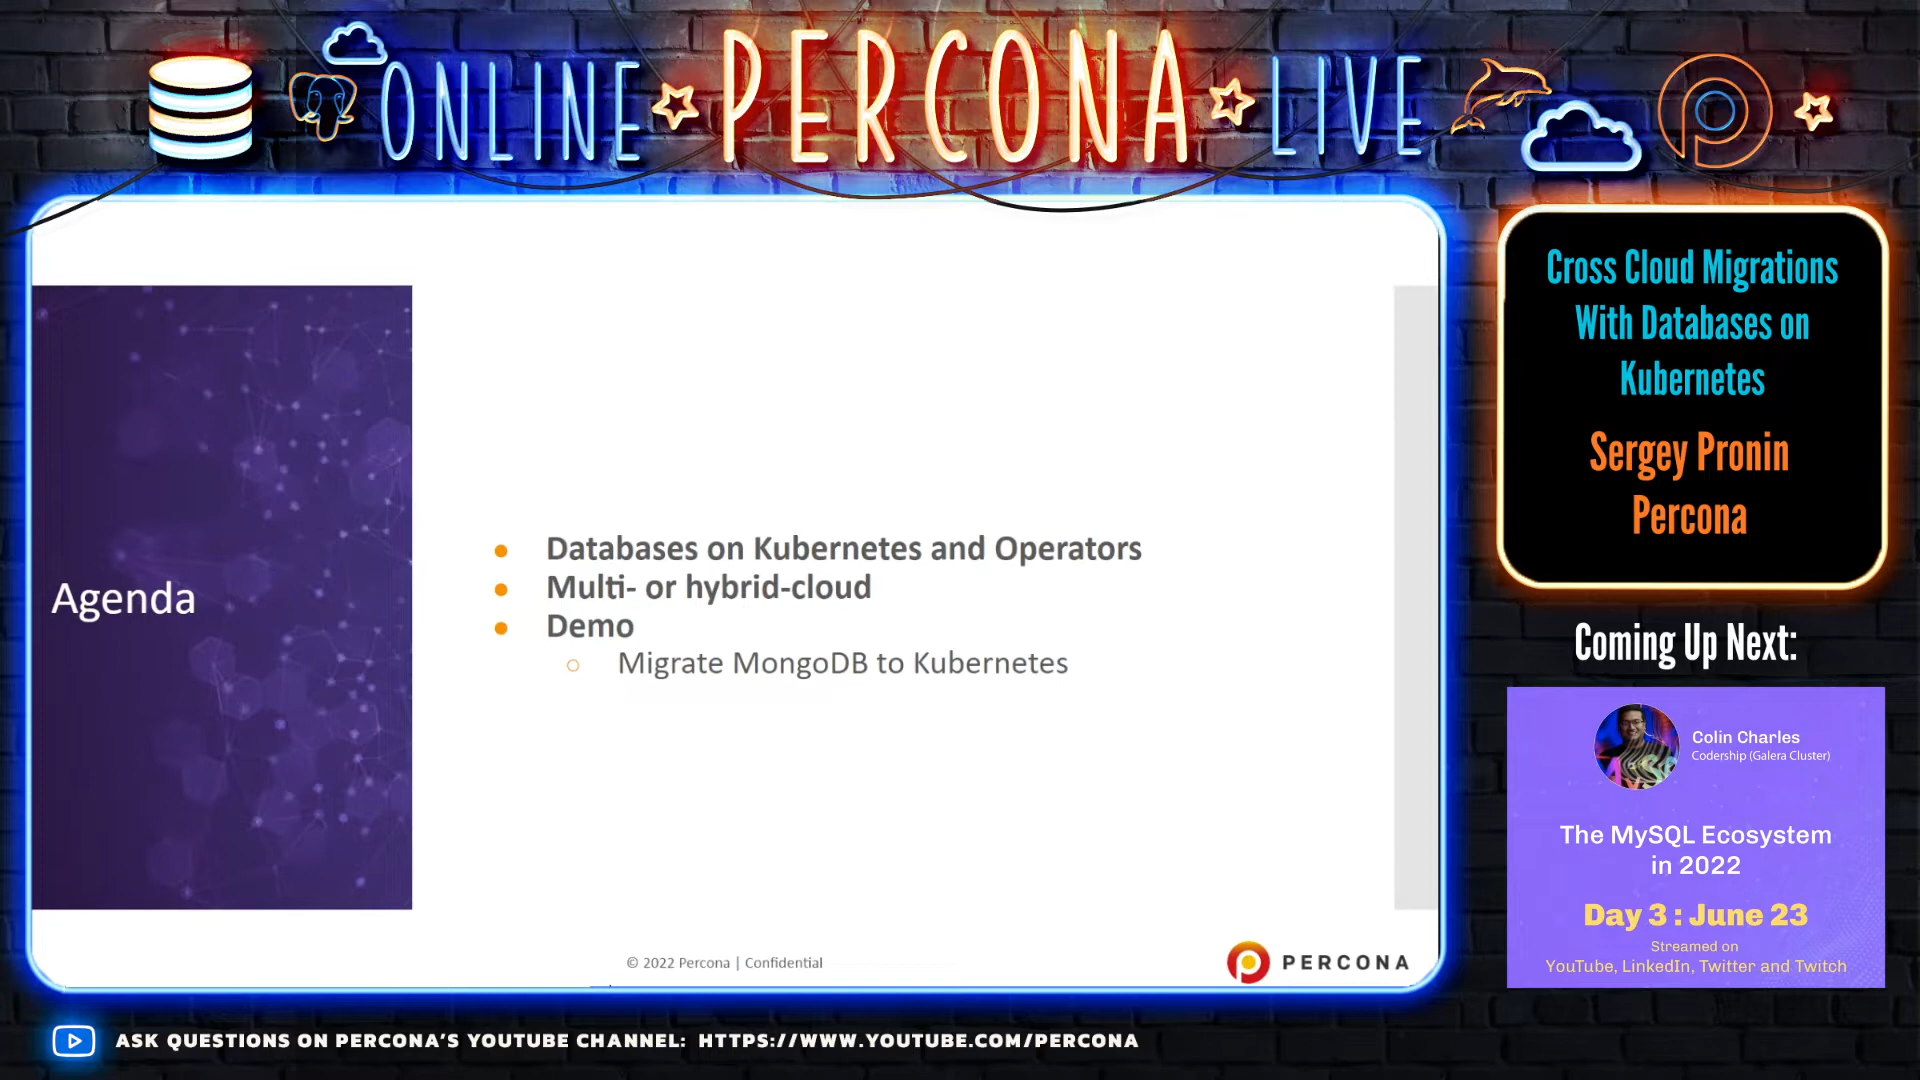 ONLINE PERCONA LIVE
Agenda
Databases on Kubernetes and Operators
Multi- or hybrid-cloud
Demo
Migrate MongoDB to Kubernetes
© 2022 Percona | Confidential
PERCONA
Cross Cloud Migrations
With Databases on
Kubernetes
Sergey Pronin
Percona
Coming Up Next:
Colin Charles
Codership (Galera Cluster)
The MySQL Ecosystem
in 2022
Day 3 : June 23
Streamed on
YouTube, LinkedIn, Twitter and Twitch
ASK QUESTIONS ON PERCONA'S YOUTUBE CHANNEL: HTTPS://WWW.YOUTUBE.COM/PERCONA